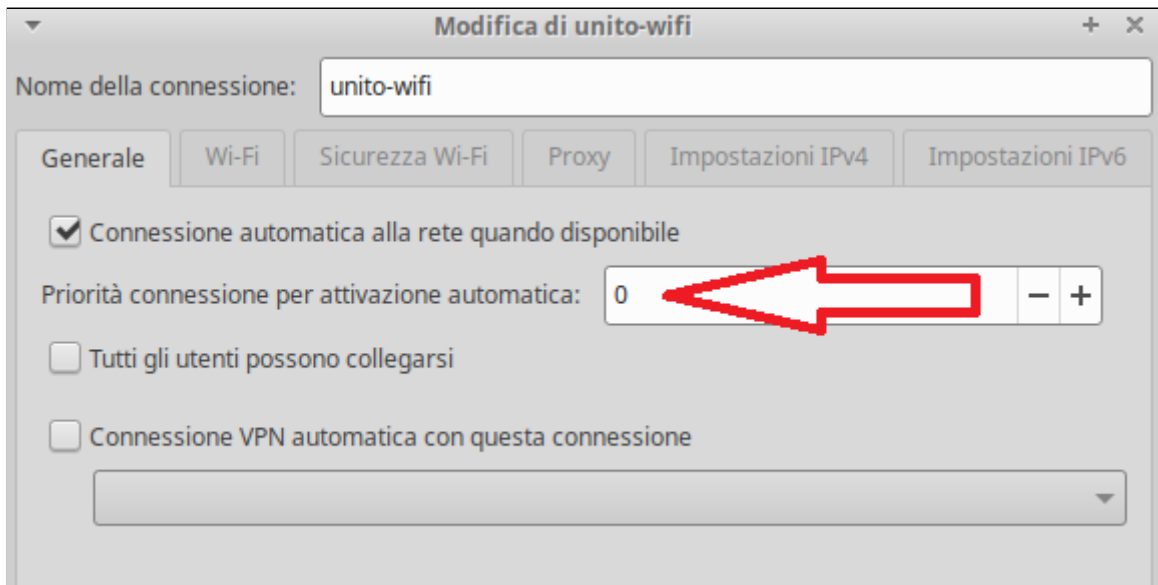 Modifica di unito-wifi
Nome della connessione: unito-wifi
Generale Wi-Fi Sicurezza Wi-Fi Proxy Impostazioni IPv4 Impostazioni IPv6
Connessione automatica alla rete quando disponibile
Priorità connessione per attivazione automatica: 0
Tutti gli utenti possono collegarsi
Connessione VPN automatica con questa connessione